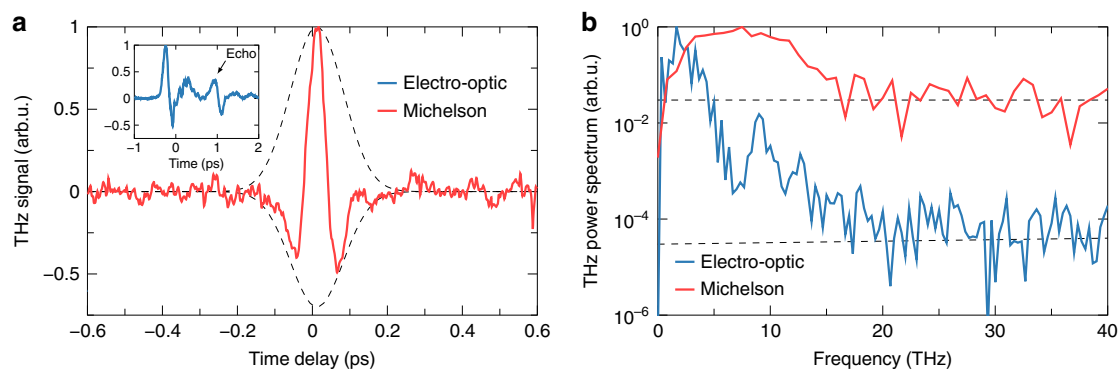 a
THz signal (arb.u.)
1
0.5
0
−0.5
−0.6
−0.4
−0.2
0
0.2
0.4
0.6
Time delay (ps)
Electro-optic
Michelson
1
0.5
0
−0.5
−1
0
1
2
Time (ps)
Echo
b
THz power spectrum (arb.u.)
10⁰
10⁻²
10⁻⁴
10⁻⁶
0
10
20
30
40
Frequency (THz)
Electro-optic
Michelson